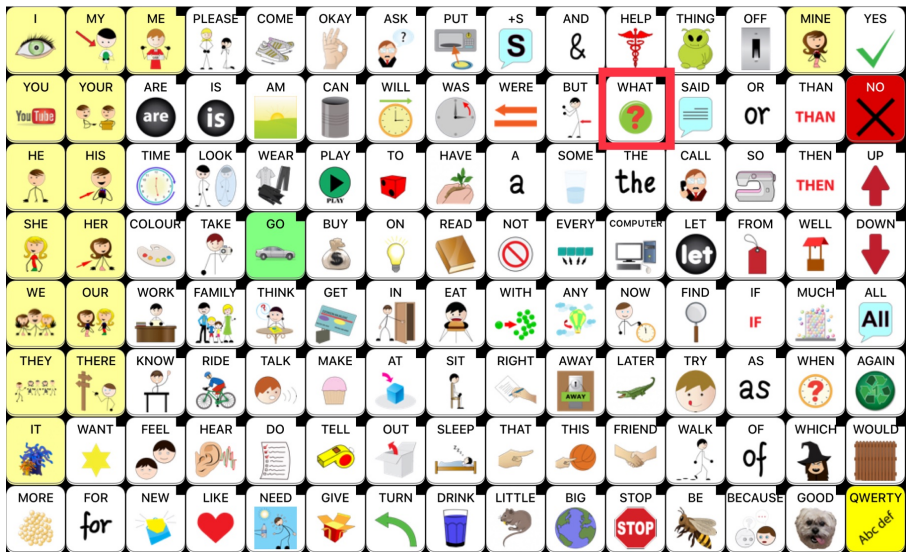 I MY ME PLEASE COME OKAY ASK PUT +S AND HELP THING OFF MINE YES
? S &
YOU YOUR ARE IS AM CAN WILL WAS WERE BUT WHAT SAID OR THAN NO
You Tube are is ? or THAN
HE HIS TIME LOOK WEAR PLAY TO HAVE A SOME THE CALL SO THEN UP
PLAY a the THEN
SHE HER COLOUR TAKE GO BUY ON READ NOT EVERY COMPUTER LET FROM WELL DOWN
$ let
WE OUR WORK FAMILY THINK GET IN EAT WITH ANY NOW FIND IF MUCH ALL
? IF All
THEY THERE KNOW RIDE TALK MAKE AT SIT RIGHT AWAY LATER TRY AS WHEN AGAIN
AWAY as ?
IT WANT FEEL HEAR DO TELL OUT SLEEP THAT THIS FRIEND WALK OF WHICH WOULD
zzz of
MORE FOR NEW LIKE NEED GIVE TURN DRINK LITTLE BIG STOP BE BECAUSE GOOD QWERTY
for STOP Abc def